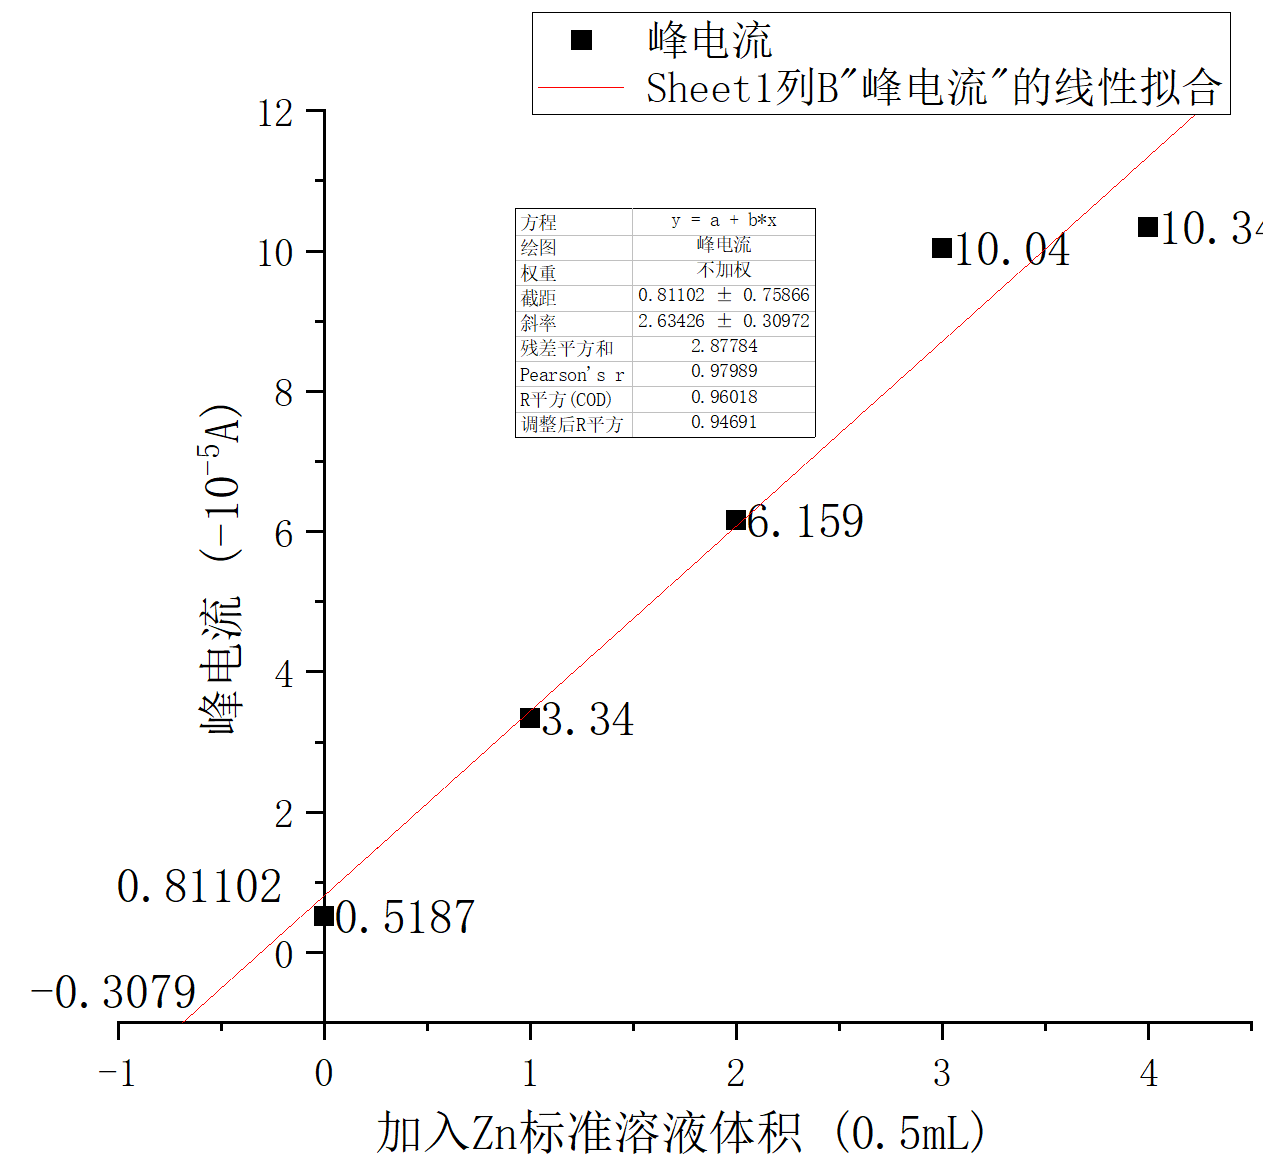 峰电流
Sheet1列B"峰电流"的线性拟合
12
10
8
6
4
2
0
峰电流 (-10⁻⁵A)
方程 y = a + b*x
绘图 峰电流
权重 不加权
截距 0.81102 ± 0.75866
斜率 2.63426 ± 0.30972
残差平方和 2.87784
Pearson's r 0.97989
R平方(COD) 0.96018
调整后R平方 0.94691
10.04
10.34
6.159
3.34
0.81102
0.5187
-0.3079
-1 0 1 2 3 4
加入Zn标准溶液体积 (0.5mL)